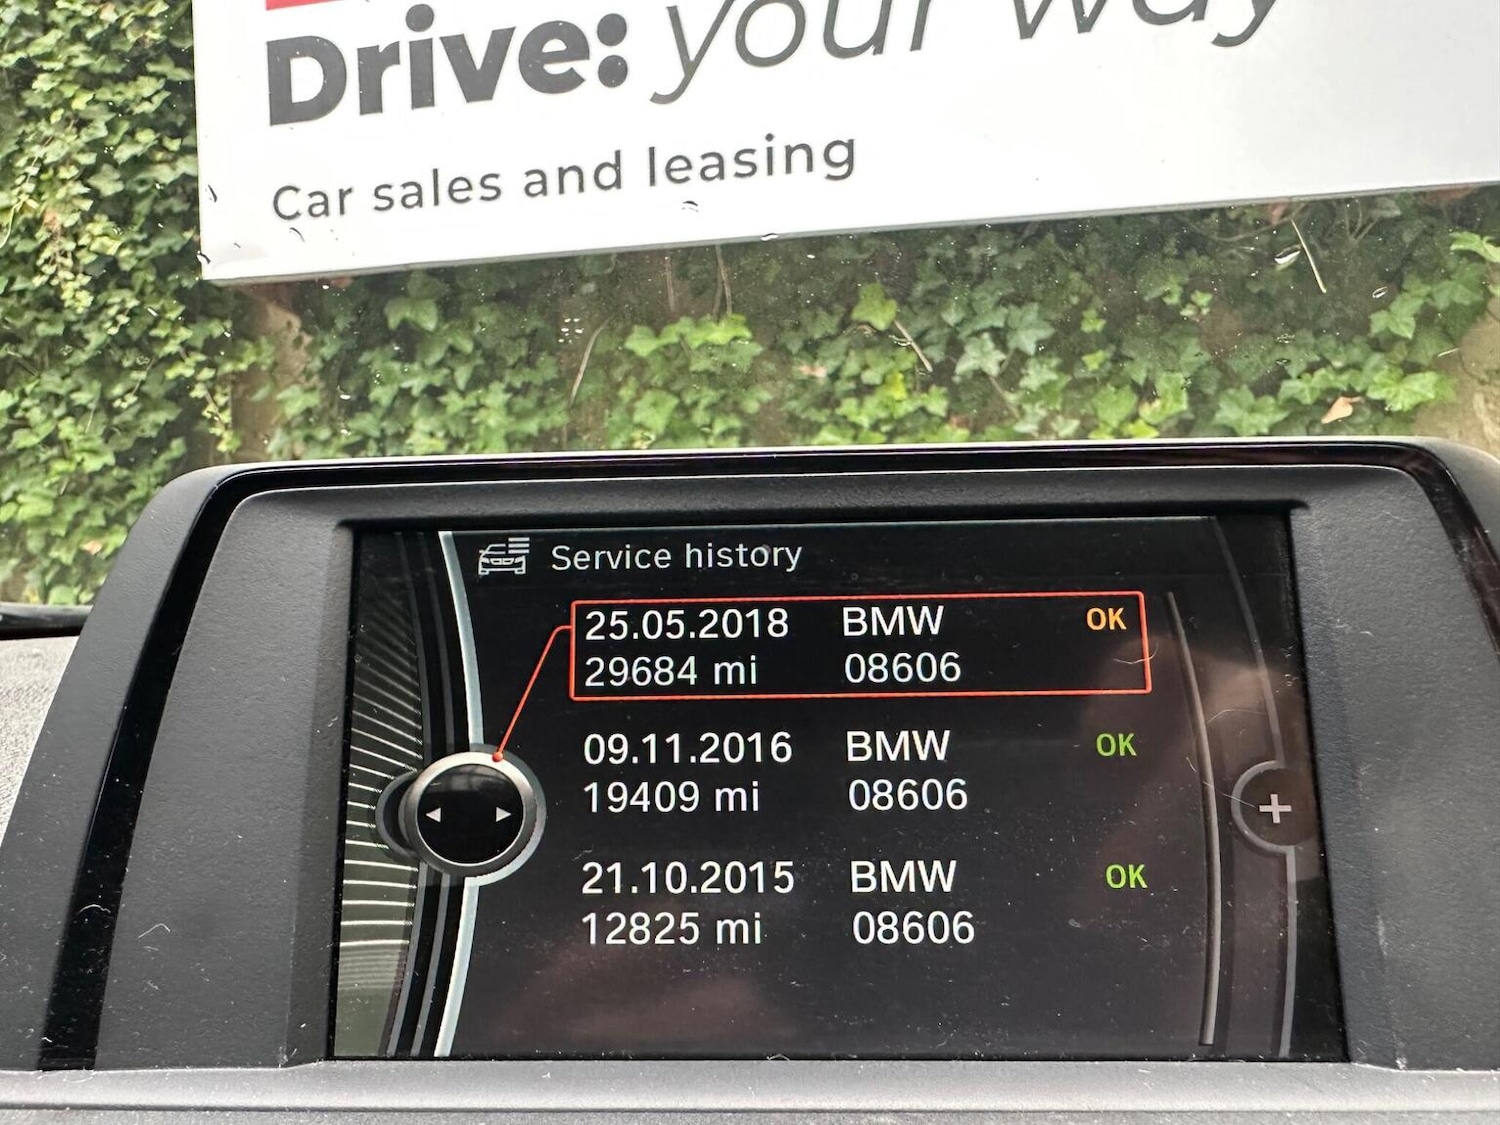 Drive: your way
Car sales and leasing
Service history
25.05.2018 BMW OK
29684 mi 08606
09.11.2016 BMW OK
19409 mi 08606
21.10.2015 BMW OK
12825 mi 08606